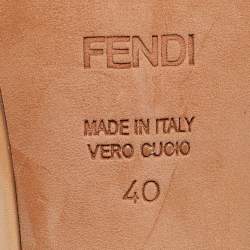 FENDI
MADE IN ITALY
VERO CUOIO
40